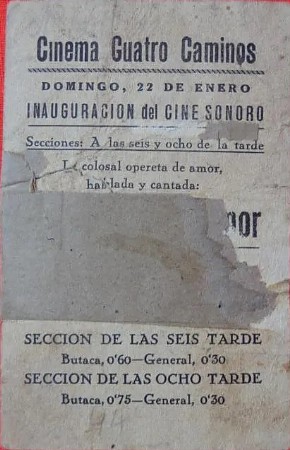 Cinema Cuatro Caminos
DOMINGO, 22 DE ENERO
INAUGURACION del CINE SONORO
Secciones: A las seis y ocho de la tarde
La colosal opereta de amor,
hablada y cantada:
SECCION DE LAS SEIS TARDE
Butaca, 0'60—General, 0'30
SECCION DE LAS OCHO TARDE
Butaca, 0'75—General, 0'30